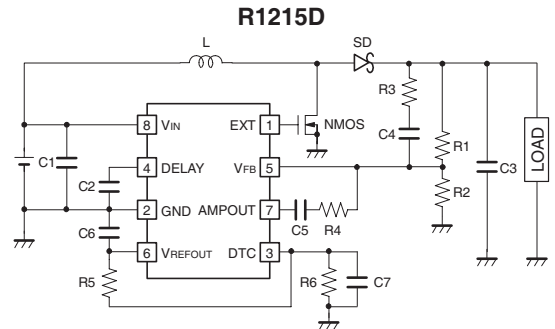 R1215D
L
SD
R3
NMOS
C4
R1
R2
C3
LOAD
C1
C2
C6
R5
8 VIN
EXT 1
4 DELAY
VFB 5
2 GND
AMPOUT 7
6 VREFOUT
DTC 3
C5
R4
R6
C7